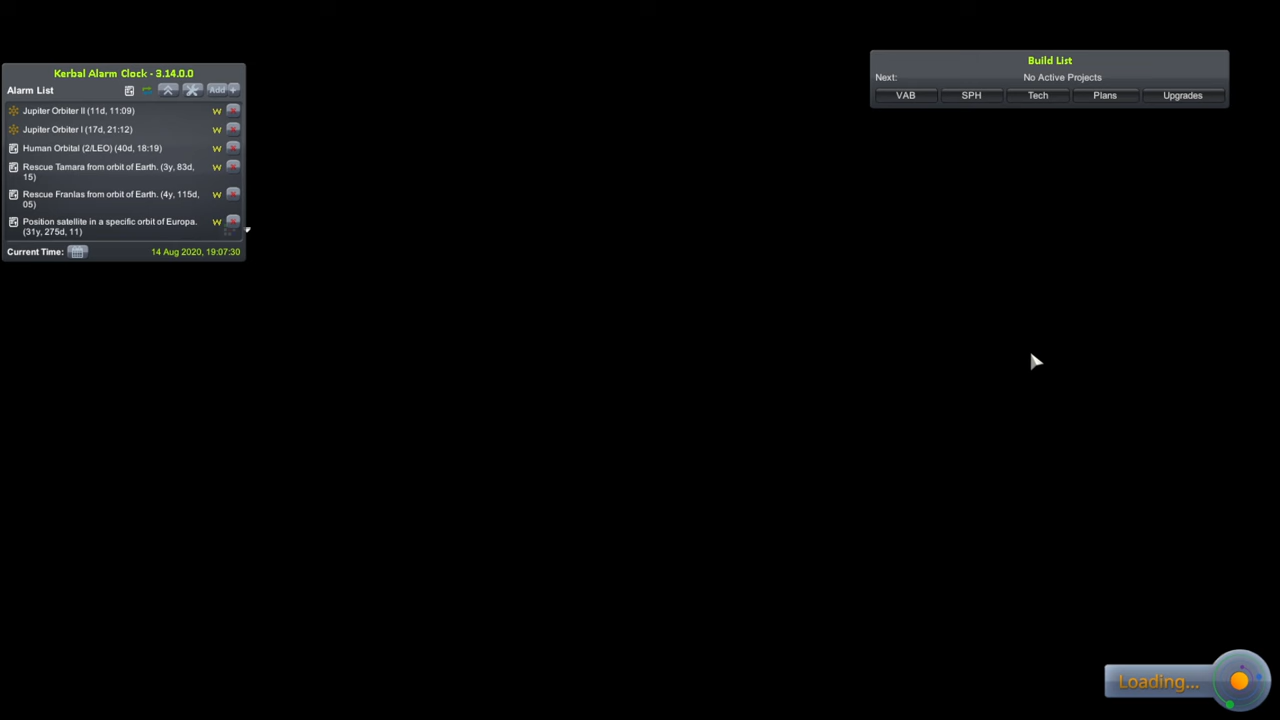 Kerbal Alarm Clock - 3.14.0.0
Alarm List
Add +
Jupiter Orbiter II (11d, 11:09) W
Jupiter Orbiter I (17d, 21:12) W
Human Orbital (2/LEO) (40d, 18:19) W
Rescue Tamara from orbit of Earth. (3y, 83d, W
15)
Rescue Franlas from orbit of Earth. (4y, 115d, W
05)
Position satellite in a specific orbit of Europa. W
(31y, 275d, 11)
Current Time: 14 Aug 2020, 19:07:30
Build List
Next: No Active Projects
VAB SPH Tech Plans Upgrades
Loading...